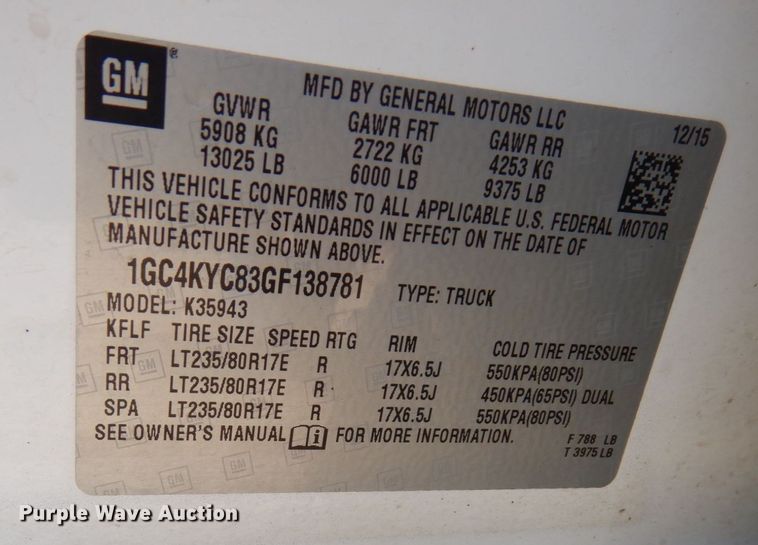 GM ®
MFD BY GENERAL MOTORS LLC 12/15
GVWR GAWR FRT GAWR RR
5908 KG 2722 KG 4253 KG
13025 LB 6000 LB 9375 LB
THIS VEHICLE CONFORMS TO ALL APPLICABLE U.S. FEDERAL MOTOR
VEHICLE SAFETY STANDARDS IN EFFECT ON THE DATE OF
MANUFACTURE SHOWN ABOVE.
1GC4KYC83GF138781 TYPE: TRUCK
MODEL: K35943
KFLF TIRE SIZE SPEED RTG RIM COLD TIRE PRESSURE
FRT LT235/80R17E R 17X6.5J 550KPA(80PSI)
RR LT235/80R17E R 17X6.5J 450KPA(65PSI) DUAL
SPA LT235/80R17E R 17X6.5J 550KPA(80PSI)
SEE OWNER'S MANUAL FOR MORE INFORMATION.
F 788 LB
T 3975 LB
Purple Wave Auction